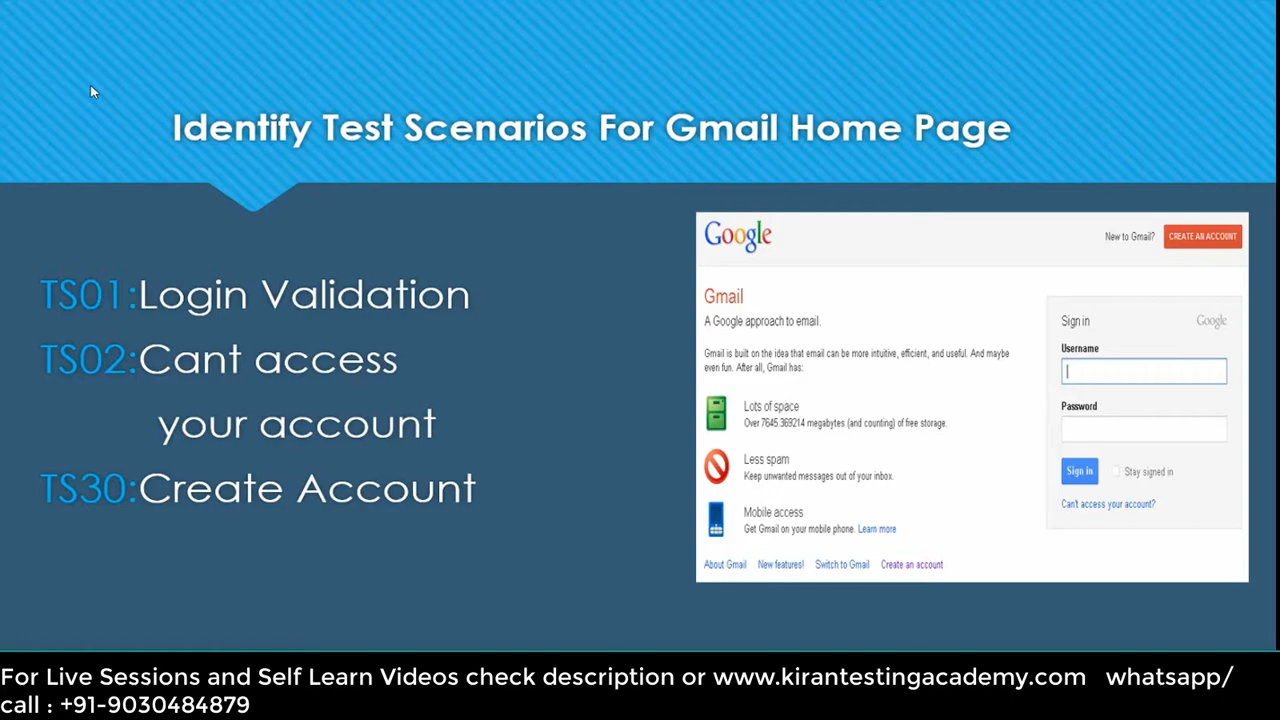 Identify Test Scenarios For Gmail Home Page
TS01:Login Validation
TS02:Cant access
your account
TS30:Create Account
Google
New to Gmail? CREATE AN ACCOUNT
Gmail
A Google approach to email.
Gmail is built on the idea that email can be more intuitive, efficient, and useful. And maybe
even fun. After all, Gmail has:
Lots of space
Over 7645.369214 megabytes (and counting) of free storage.
Less spam
Keep unwanted messages out of your inbox.
Mobile access
Get Gmail on your mobile phone. Learn more
About Gmail New features! Switch to Gmail Create an account
Sign in Google
Username
Password
Sign in Stay signed in
Can't access your account?
For Live Sessions and Self Learn Videos check description or www.kirantestingacademy.com whatsapp/
call : +91-9030484879